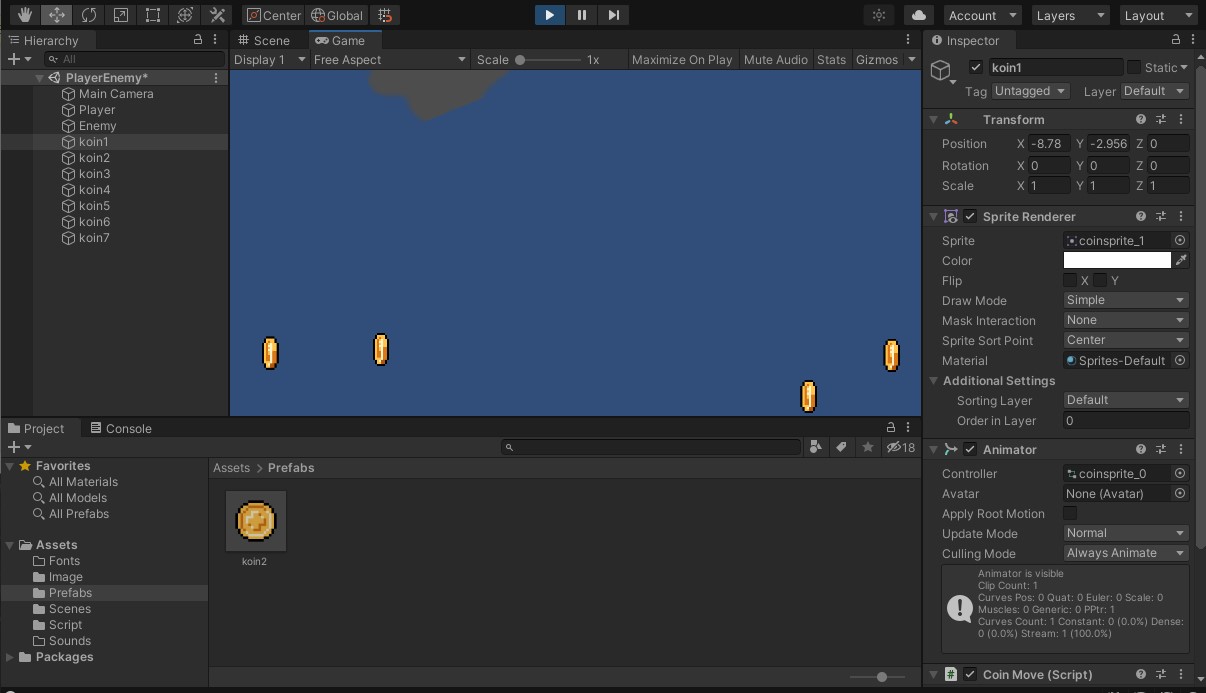 Center
Global
Account
Layers
Layout
Hierarchy
All
PlayerEnemy*
Main Camera
Player
Enemy
koin1
koin2
koin3
koin4
koin5
koin6
koin7
Scene
Game
Display 1
Free Aspect
Scale
1x
Maximize On Play
Mute Audio
Stats
Gizmos
Project
Console
18
Favorites
All Materials
All Models
All Prefabs
Assets
Fonts
Image
Prefabs
Scenes
Script
Sounds
Packages
Assets > Prefabs
koin2
Inspector
koin1
Static
Tag Untagged Layer Default
Transform
Position X -8.78 Y -2.956 Z 0
Rotation X 0 Y 0 Z 0
Scale X 1 Y 1 Z 1
Sprite Renderer
Sprite coinsprite_1
Color
Flip X Y
Draw Mode Simple
Mask Interaction None
Sprite Sort Point Center
Material Sprites-Default
Additional Settings
Sorting Layer Default
Order in Layer 0
Animator
Controller coinsprite_0
Avatar None (Avatar)
Apply Root Motion
Update Mode Normal
Culling Mode Always Animate
Animator is visible
Clip Count: 1
Curves Pos: 0 Quat: 0 Euler: 0 Scale: 0
Muscles: 0 Generic: 0 PPtr: 1
Curves Count: 1 Constant: 0 (0.0%) Dense:
0 (0.0%) Stream: 1 (100.0%)
Coin Move (Script)